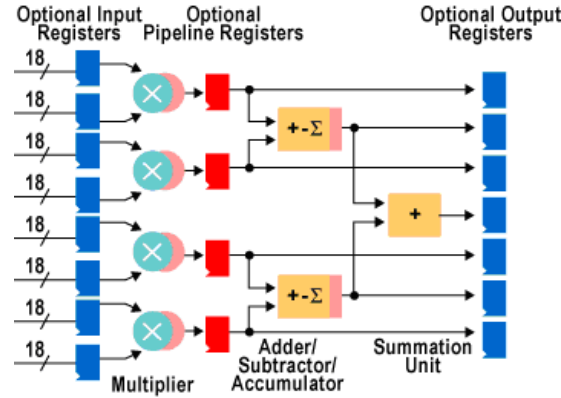 Optional Input
Registers
Optional
Pipeline Registers
Optional Output
Registers
18
18
18
18
18
18
18
18
+-Σ
+
+-Σ
Multiplier
Adder/
Subtractor/
Accumulator
Summation
Unit